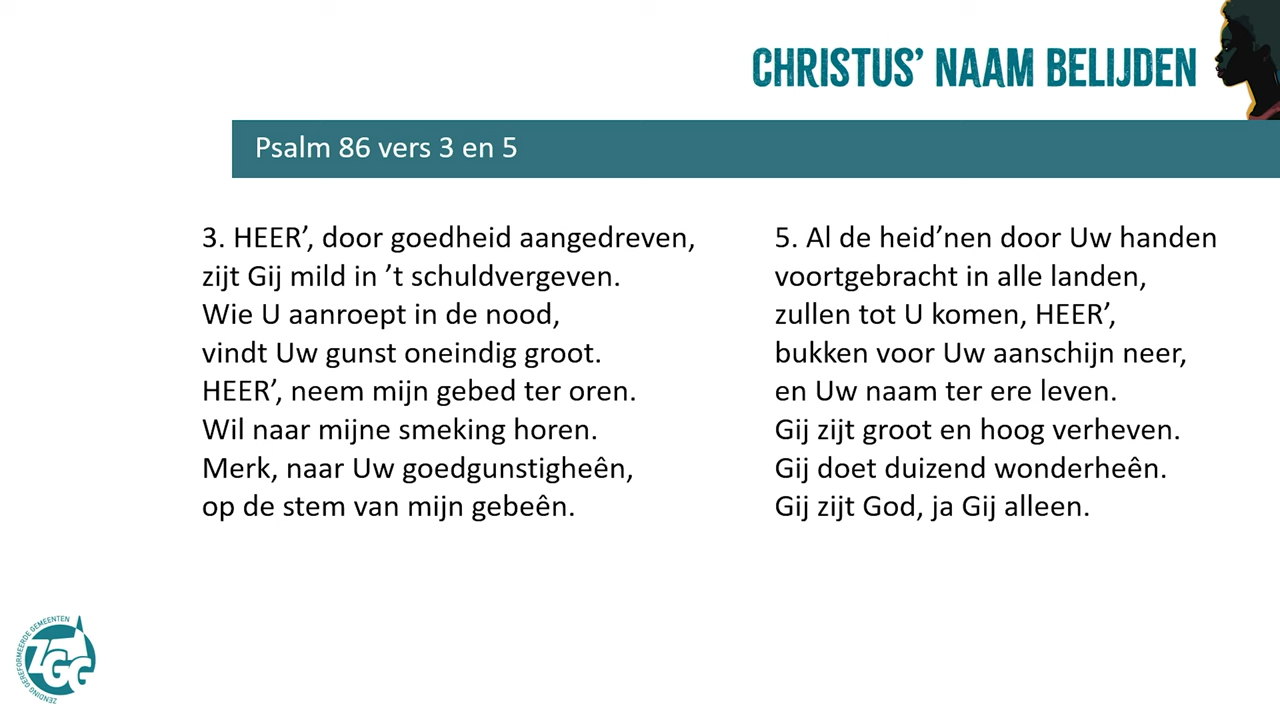 CHRISTUS’ NAAM BELIJDEN
Psalm 86 vers 3 en 5
3. HEER’, door goedheid aangedreven,
zijt Gij mild in ’t schuldvergeven.
Wie U aanroept in de nood,
vindt Uw gunst oneindig groot.
HEER’, neem mijn gebed ter oren.
Wil naar mijne smeking horen.
Merk, naar Uw goedgunstigheên,
op de stem van mijn gebeên.
5. Al de heid’nen door Uw handen
voortgebracht in alle landen,
zullen tot U komen, HEER’,
bukken voor Uw aanschijn neer,
en Uw naam ter ere leven.
Gij zijt groot en hoog verheven.
Gij doet duizend wonderheên.
Gij zijt God, ja Gij alleen.
ZENDING GEREFORMEERDE GEMEENTEN
ZGG